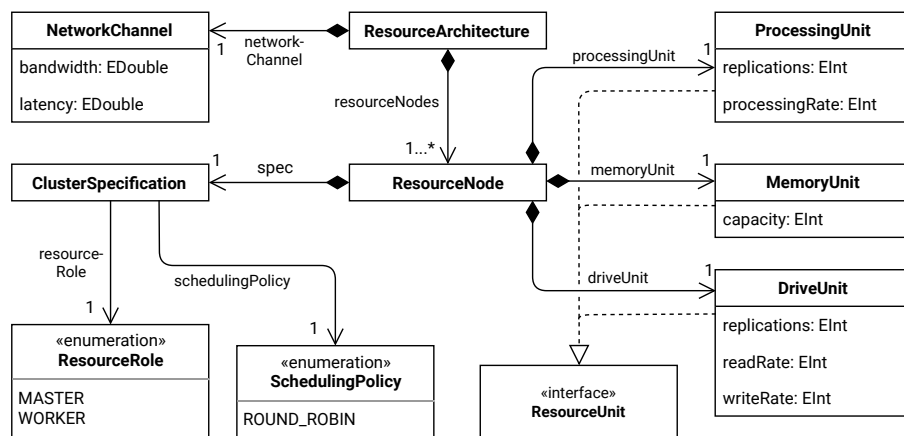 NetworkChannel
bandwidth: EDouble
latency: EDouble
1
network-
Channel
ResourceArchitecture
resourceNodes
1...*
processingUnit
1
ProcessingUnit
replications: EInt
processingRate: EInt
ClusterSpecification
1
spec
ResourceNode
memoryUnit
1
MemoryUnit
capacity: EInt
resource-
Role
1
schedulingPolicy
1
driveUnit
1
DriveUnit
replications: EInt
readRate: EInt
writeRate: EInt
«enumeration»
ResourceRole
MASTER
WORKER
«enumeration»
SchedulingPolicy
ROUND_ROBIN
«interface»
ResourceUnit